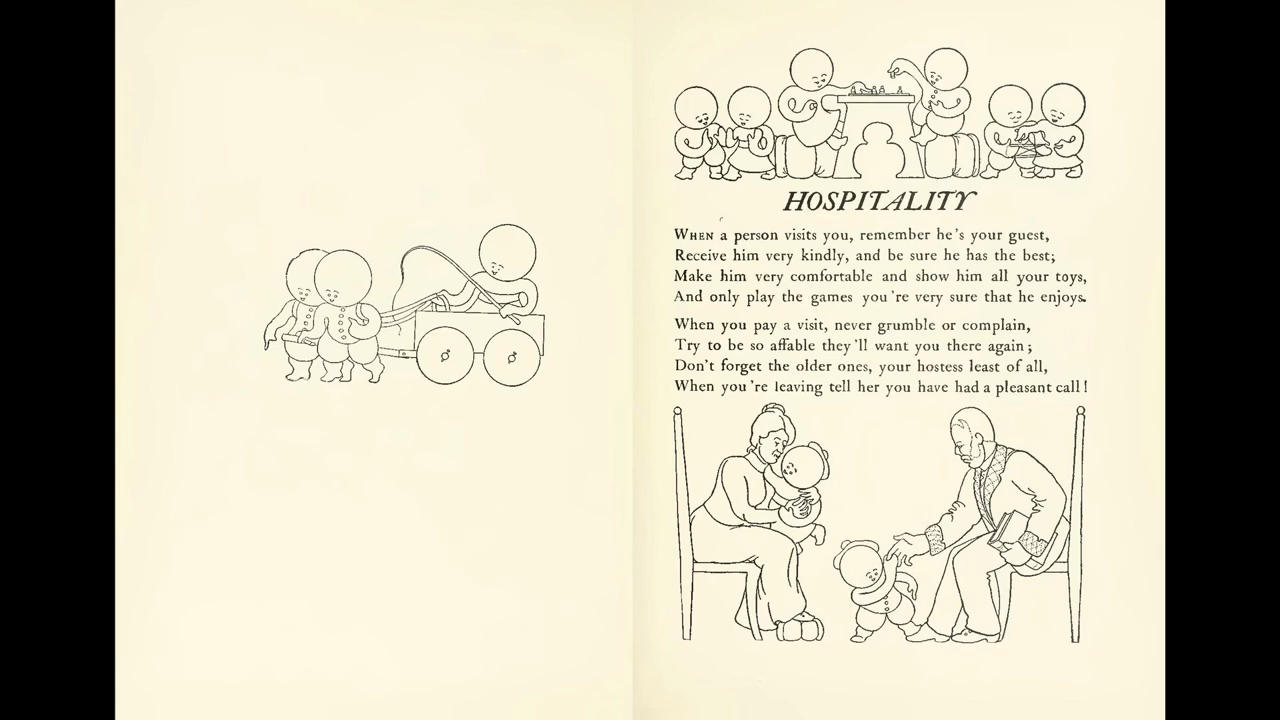 HOSPITALITY
WHEN a person visits you, remember he's your guest,
Receive him very kindly, and be sure he has the best;
Make him very comfortable and show him all your toys,
And only play the games you're very sure that he enjoys.
When you pay a visit, never grumble or complain,
Try to be so affable they'll want you there again;
Don't forget the older ones, your hostess least of all,
When you're leaving tell her you have had a pleasant call!